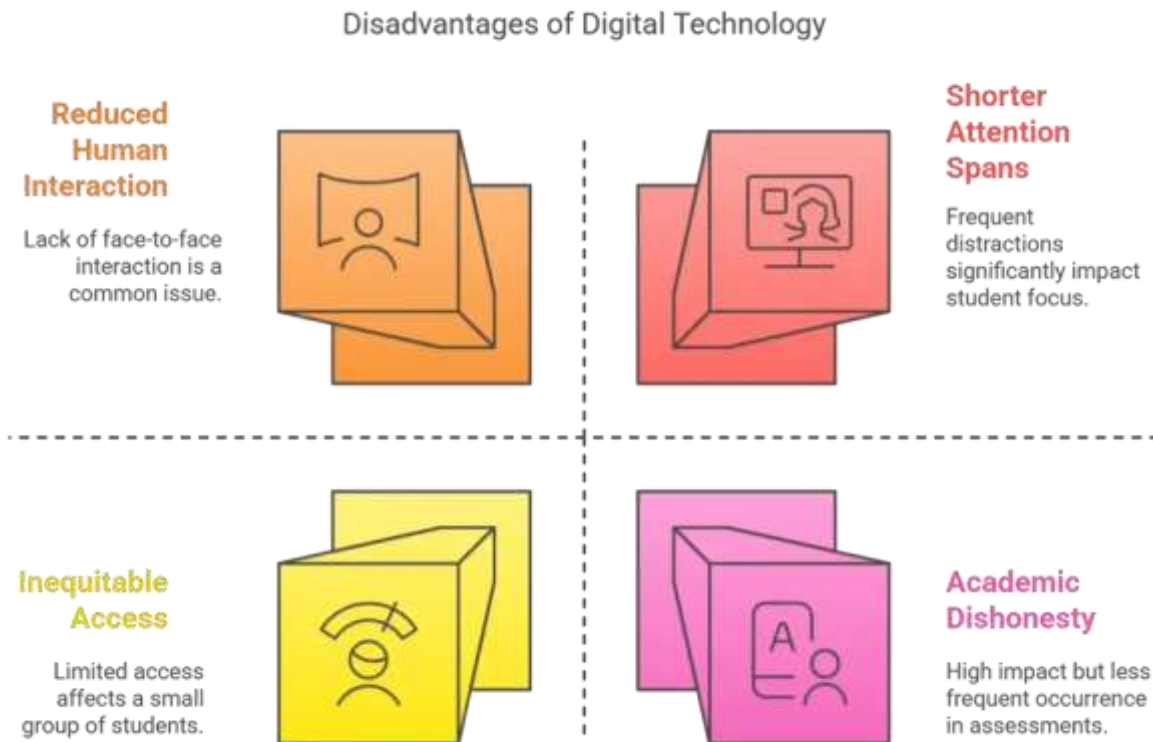 Disadvantages of Digital Technology
Reduced
Human
Interaction
Lack of face-to-face
interaction is a
common issue.
Shorter
Attention
Spans
Frequent
distractions
significantly impact
student focus.
Inequitable
Access
Limited access
affects a small
group of students.
A
Academic
Dishonesty
High impact but less
frequent occurrence
in assessments.